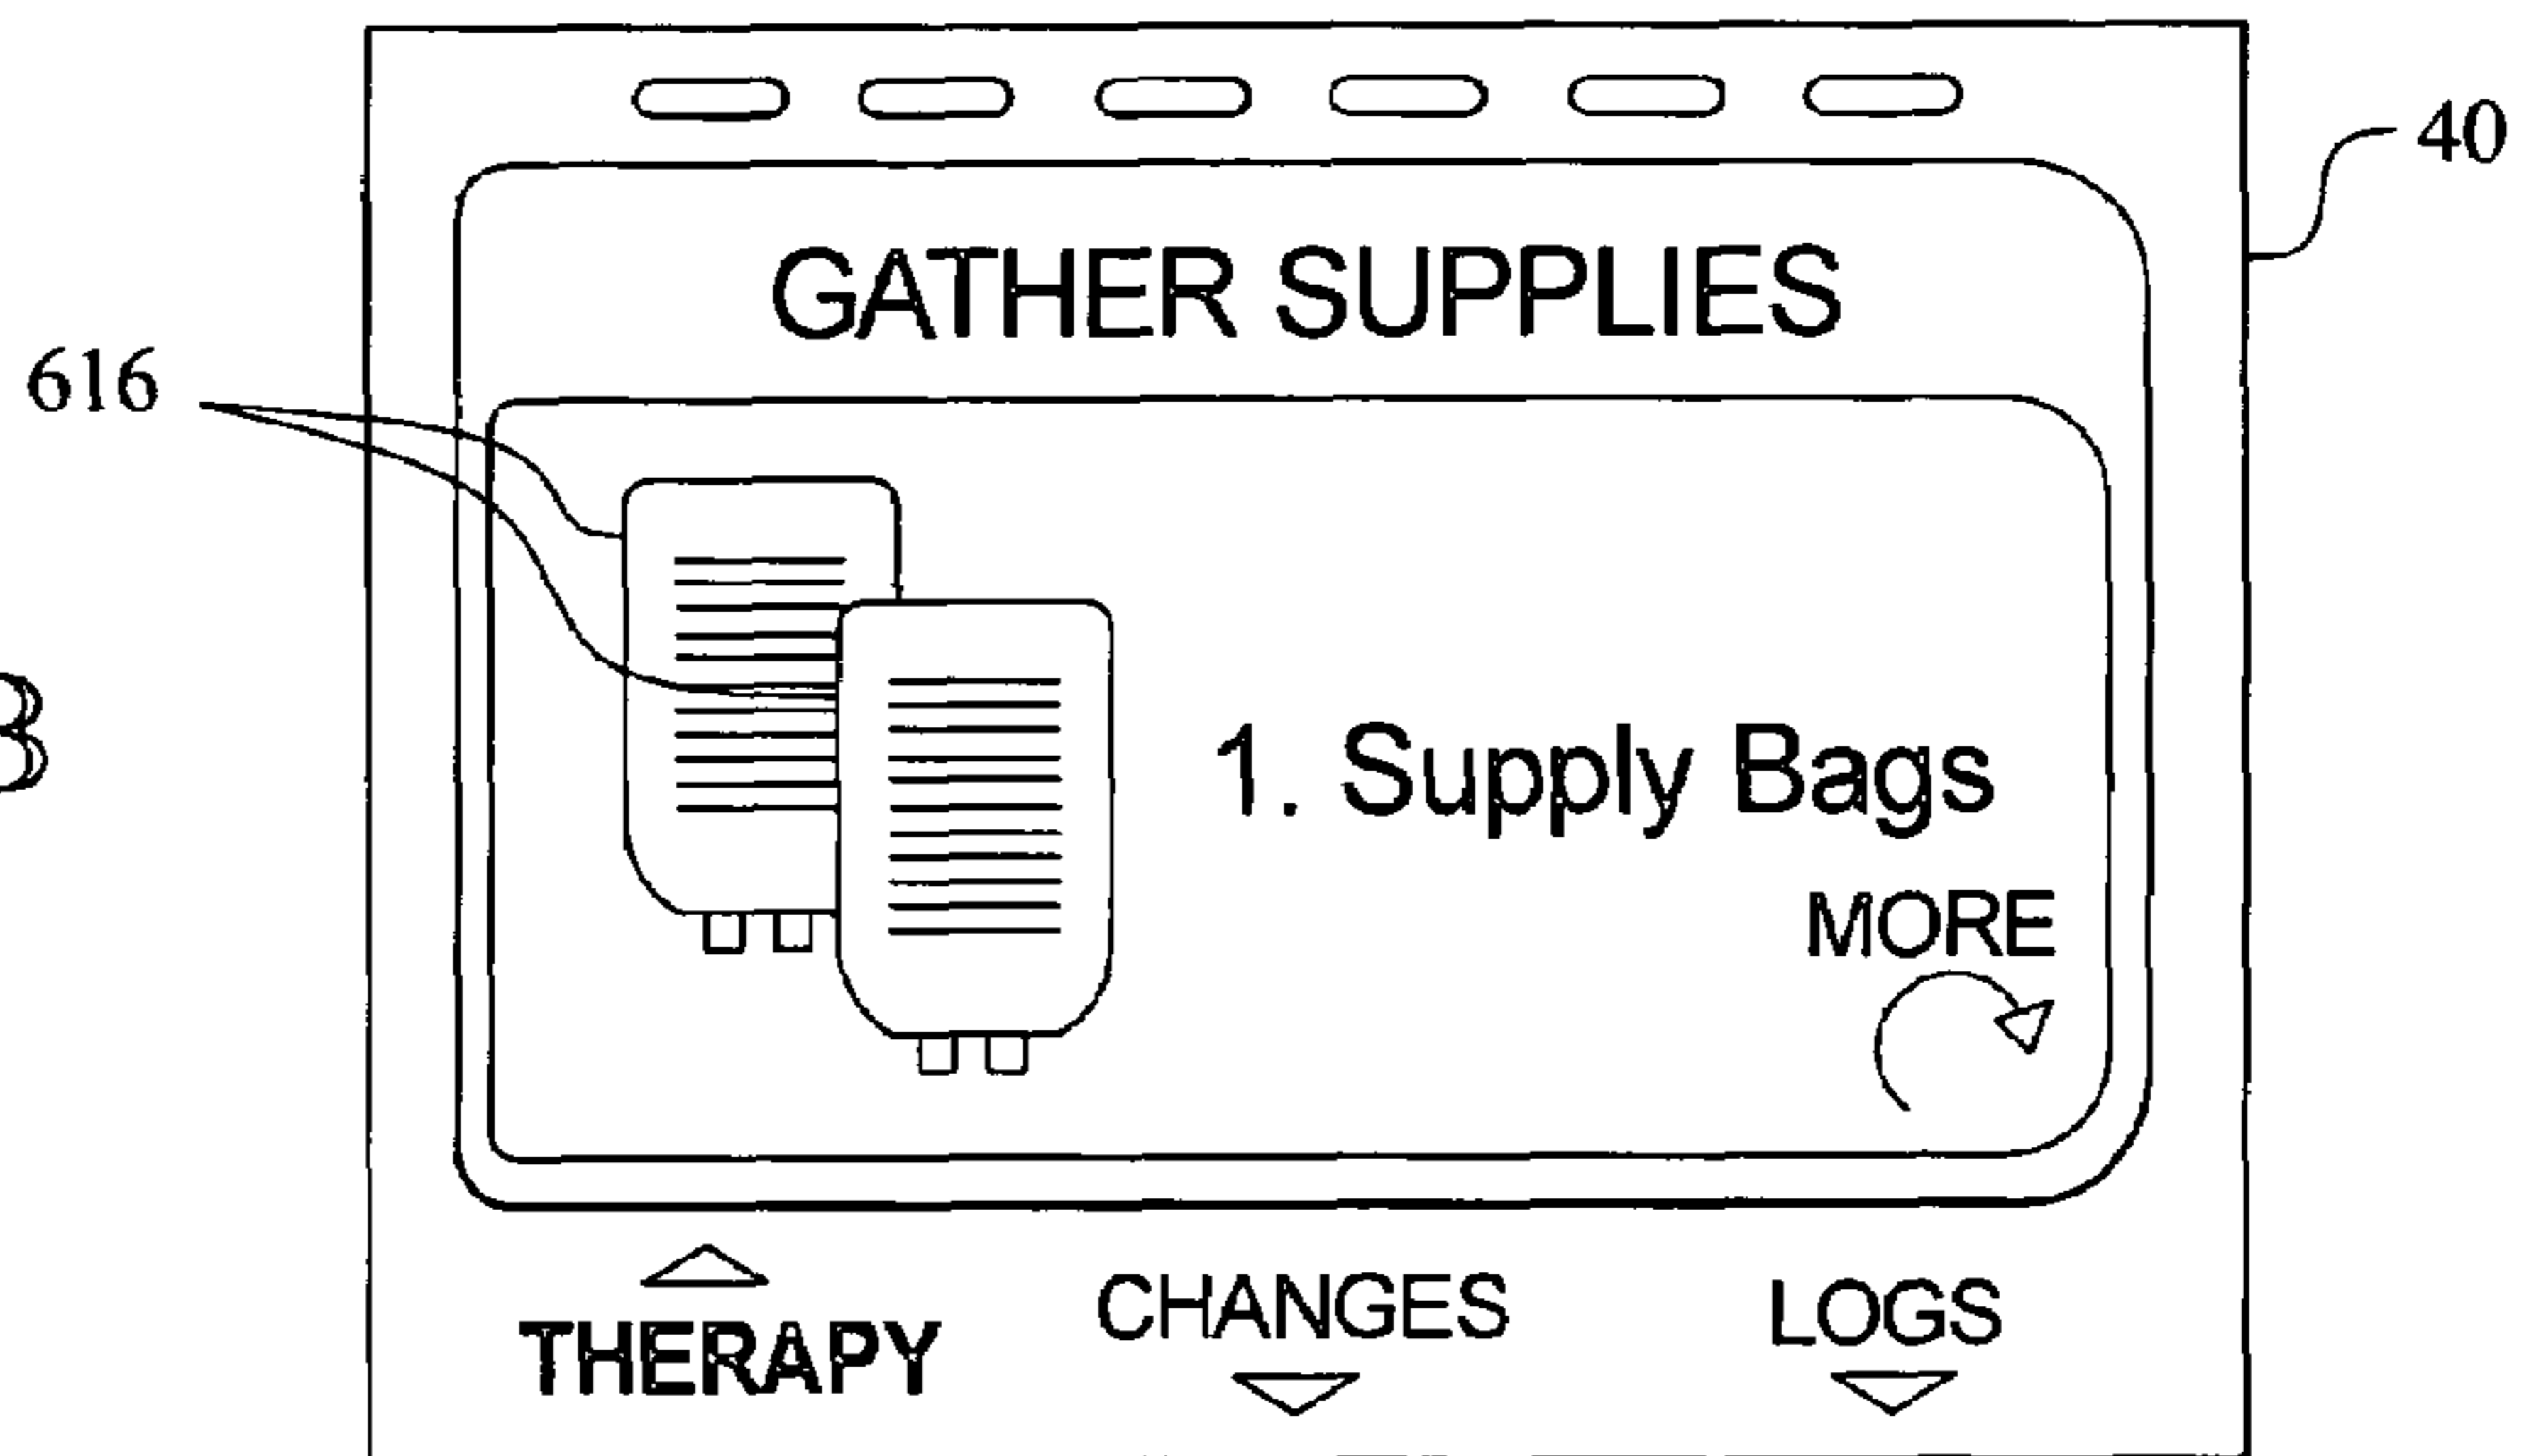 40
GATHER SUPPLIES
616
1. Supply Bags
MORE
THERAPY
CHANGES
LOGS